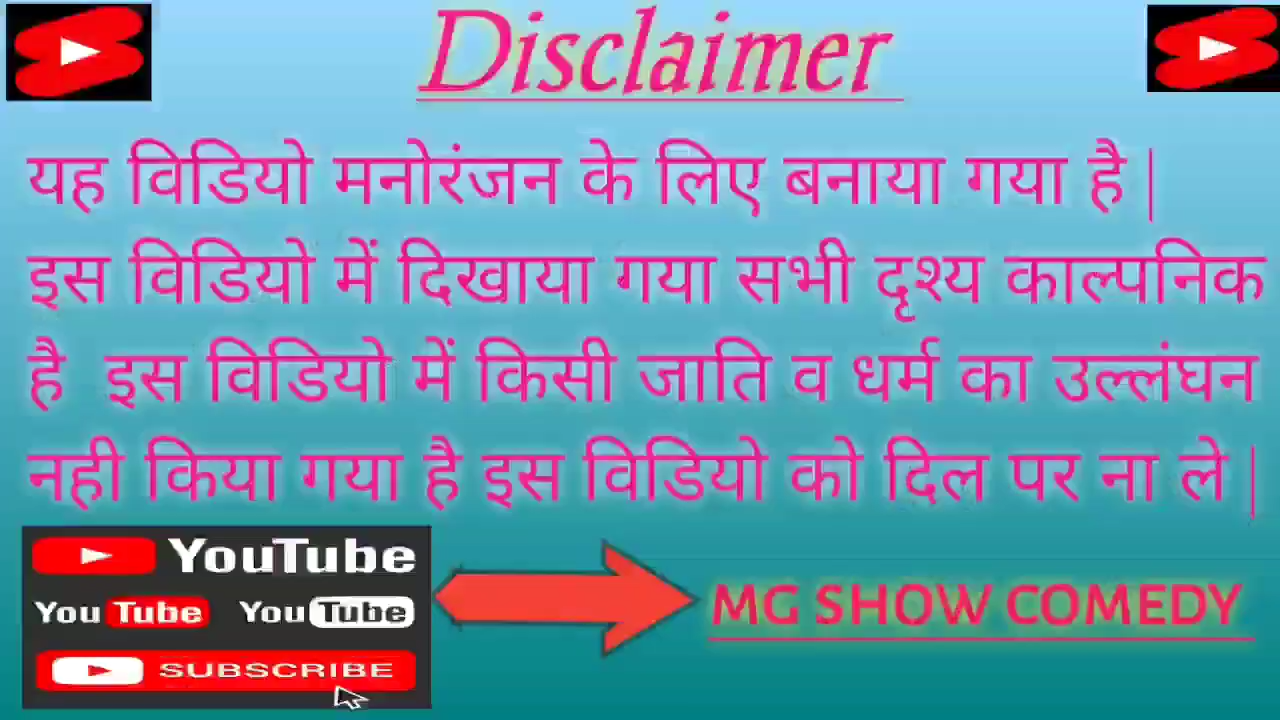 Disclaimer
यह विडियो मनोरंजन के लिए बनाया गया है |
इस विडियो में दिखाया गया सभी दृश्य काल्पनिक
है इस विडियो में किसी जाति व धर्म का उल्लंघन
नही किया गया है इस विडियो को दिल पर ना ले |
YouTube
You Tube You Tube
SUBSCRIBE
MG SHOW COMEDY